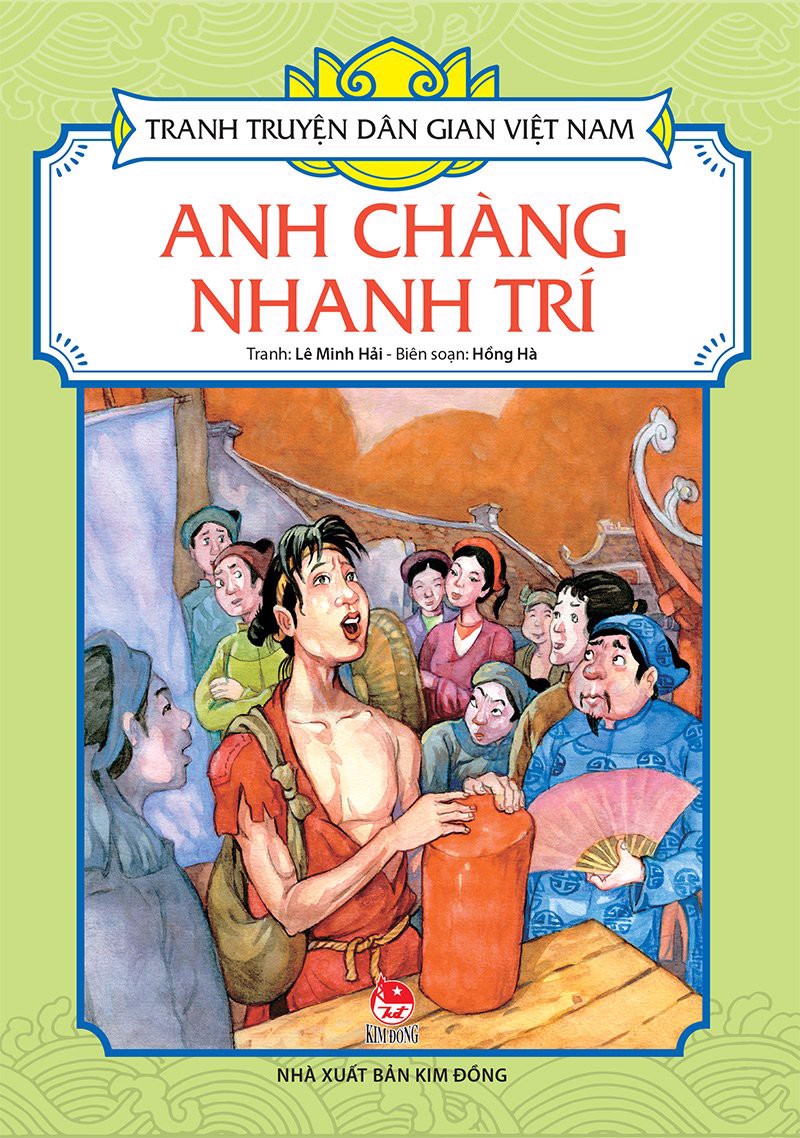 TRANH TRUYỆN DÂN GIAN VIỆT NAM
ANH CHÀNG
NHANH TRÍ
Tranh: Lê Minh Hải - Biên soạn: Hồng Hà
KIM ĐỒNG
NHÀ XUẤT BẢN KIM ĐỒNG